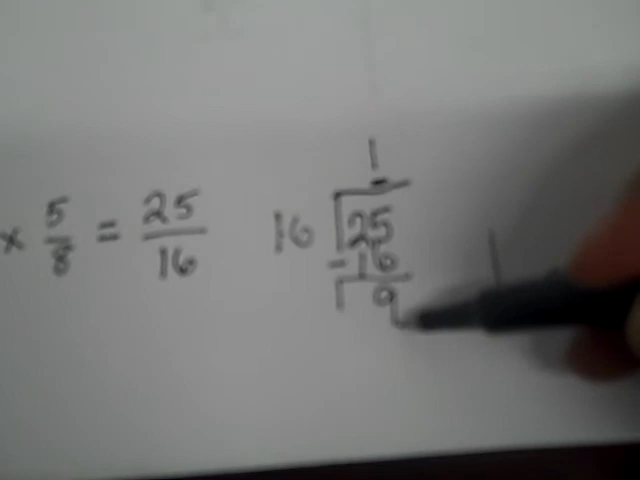 × 5/8 = 25/16
1
16 25
- 16
9